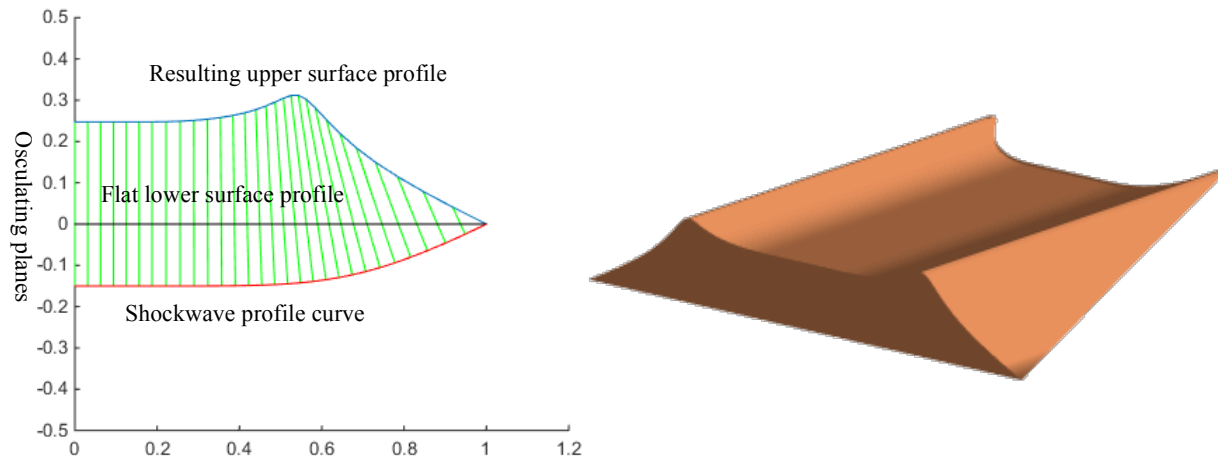 0.5
0.4
Resulting upper surface profile
0.3
0.2
0.1
Flat lower surface profile
0
Osculating planes
-0.1
-0.2
Shockwave profile curve
-0.3
-0.4
-0.5
0 0.2 0.4 0.6 0.8 1 1.2